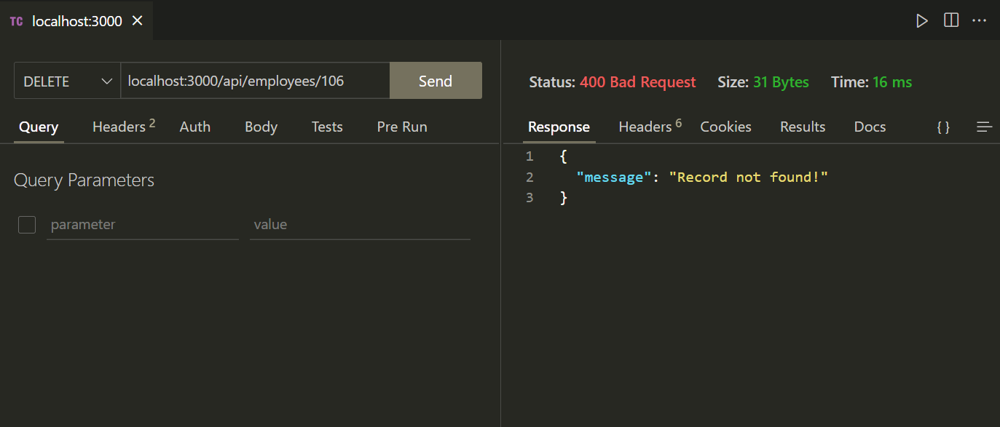 TC localhost:3000
DELETE localhost:3000/api/employees/106 Send
Query Headers 2 Auth Body Tests Pre Run
Query Parameters
parameter value
Status: 400 Bad Request Size: 31 Bytes Time: 16 ms
Response Headers 6 Cookies Results Docs { }
1 {
2 "message": "Record not found!"
3 }